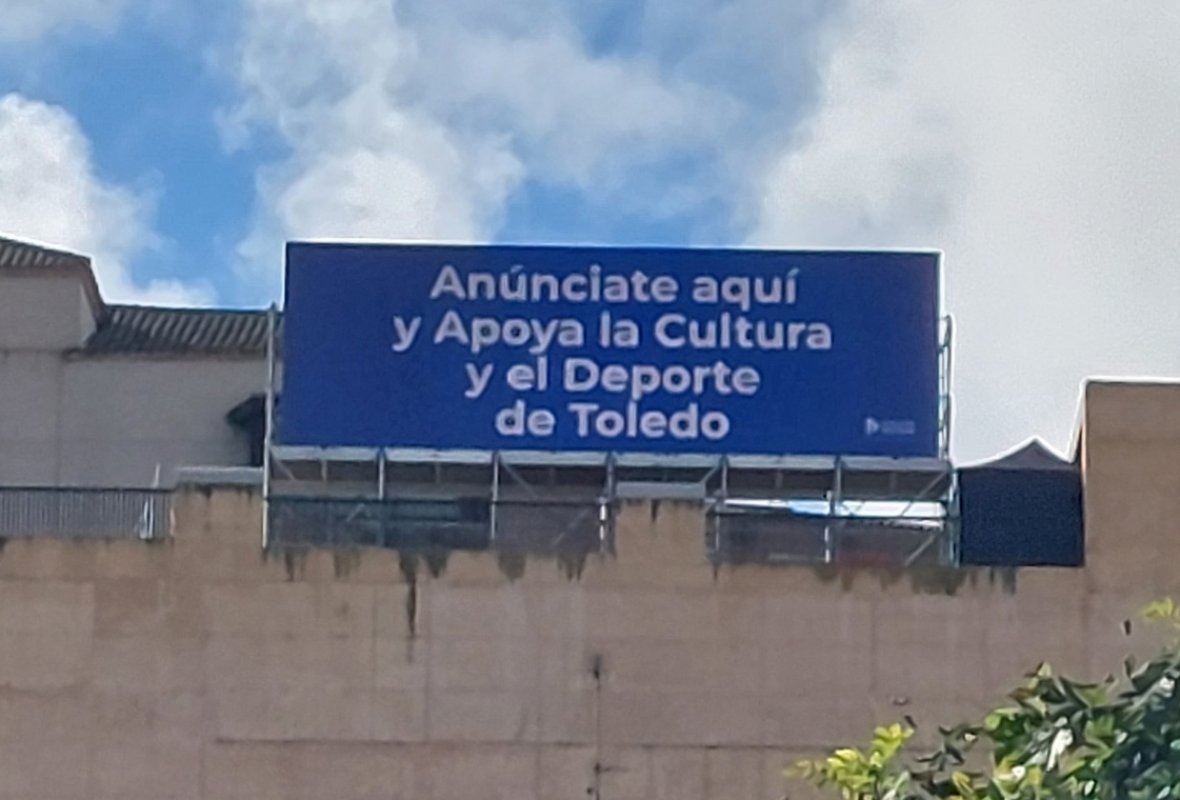 Anúnciate aquí
y Apoya la Cultura
y el Deporte
de Toledo